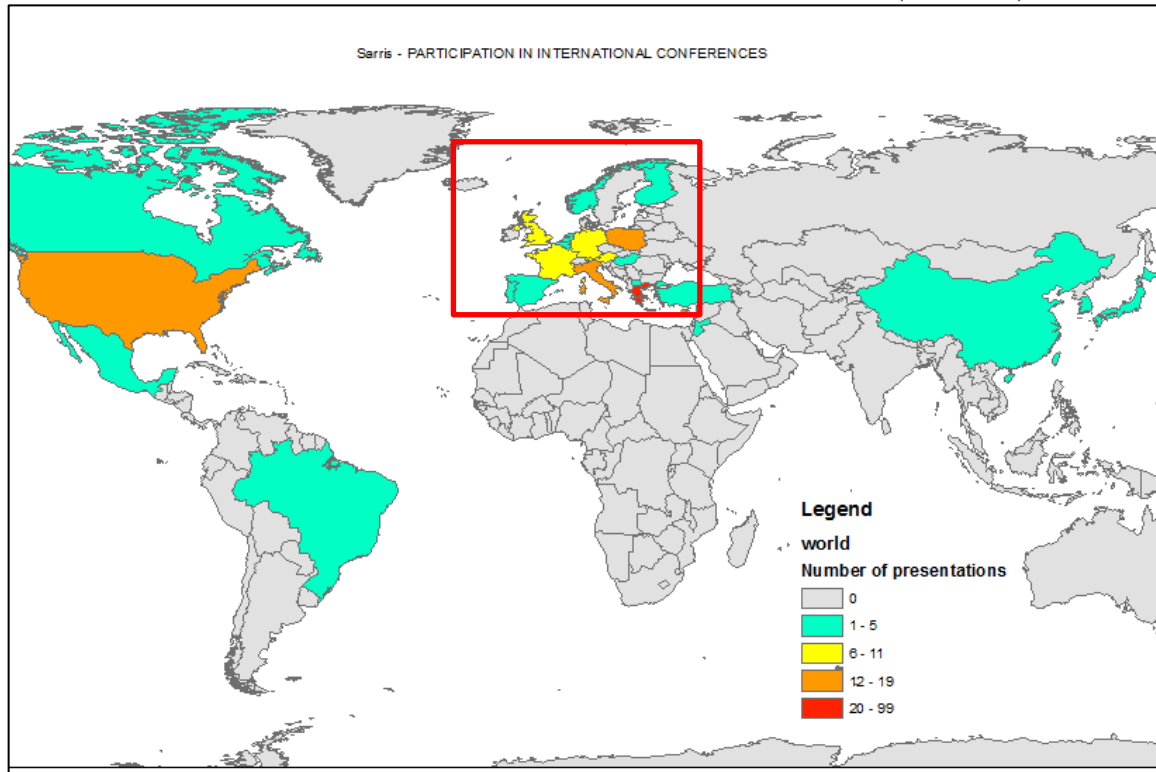 Sarris - PARTICIPATION IN INTERNATIONAL CONFERENCES
Legend
world
Number of presentations
0
1 - 5
6 - 11
12 - 19
20 - 99